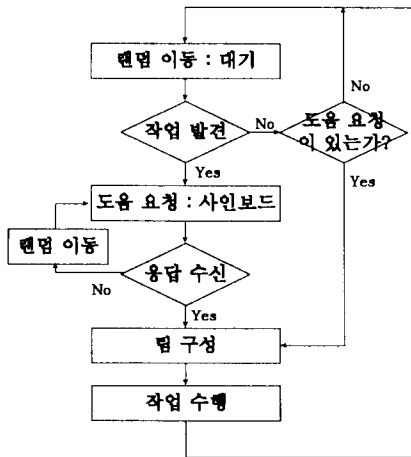 랜덤 이동 : 대기
No
작업 발견
No
도움 요청
이 있는가?
Yes
Yes
도움 요청 : 사인보드
랜덤 이동
응답 수신
No
Yes
팀 구성
작업 수행